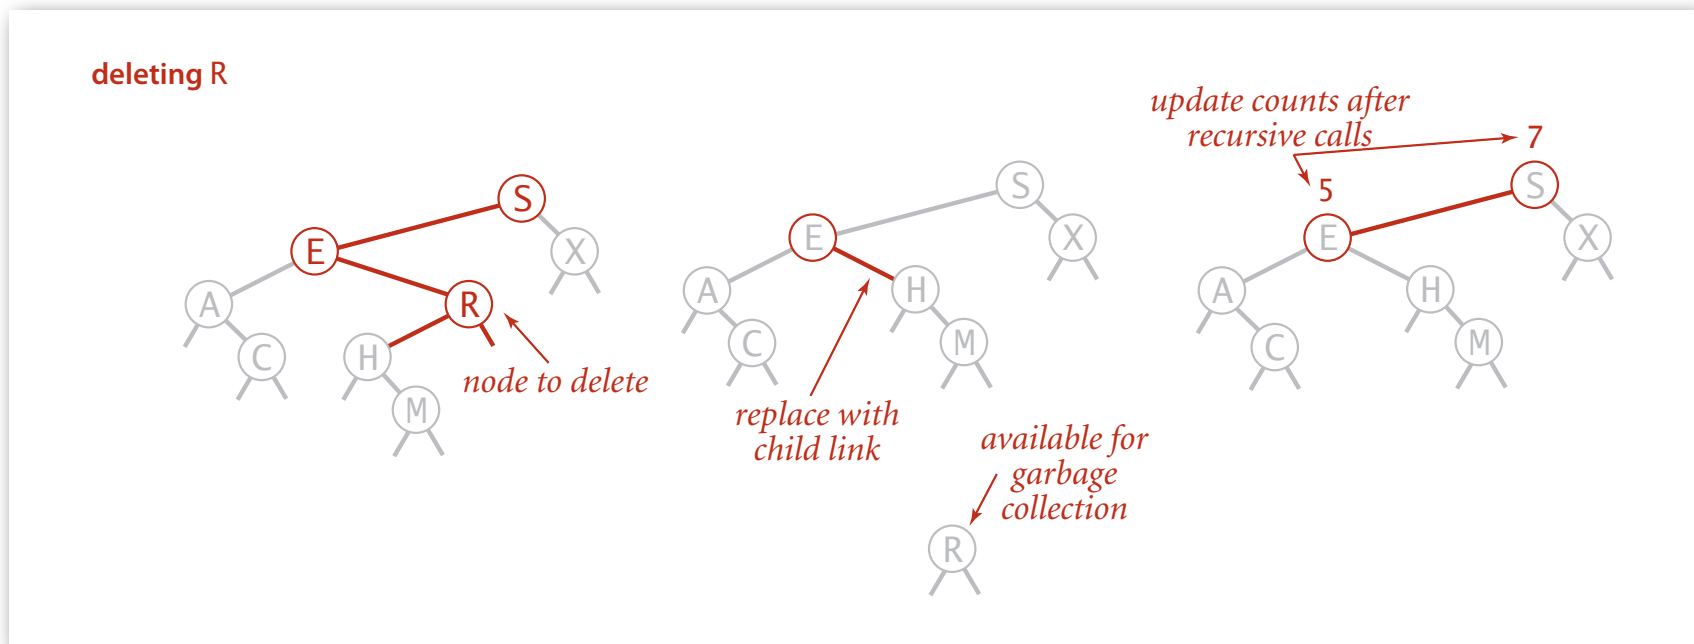 deleting R
S
E
X
A
R
C
H
M
node to delete
S
E
X
A
H
C
M
replace with
child link
available for
garbage
collection
R
update counts after
recursive calls
7
5
S
E
X
A
H
C
M